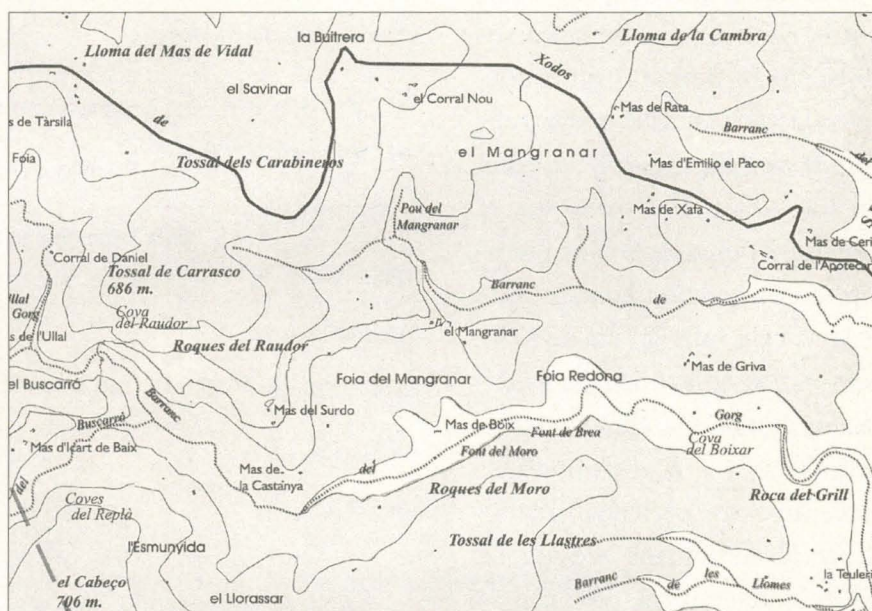 la Buitrera
Lloma del Mas de Vidal
Lloma de la Cambra
Xodos
el Savinar
el Corral Nou
Mas de Rata
de
s de Tàrsila
Barranc
del
Foia
Tossal dels Carabineros
el Mangranar
Mas d'Emilio el Paco
Pou del
Mangranar
Mas de Xafa
Mas de Ceri
Corral de Daniel
Corral de l'Apotecar
Tossal de Carrasco
686 m.
Barranc
de
Ullal
Gorg
Cova
del Raudor
s de l'Ullal
Roques del Raudor
el Mangranar
Mas de Griva
el Buscarró
Foia del Mangranar
Foia Redona
Barranc
Mas del Surdo
Buscarró
Mas de Boix
Font de Brea
Gorg
Mas d'Icart de Baix
Font del Moro
Cova
del Boixar
del
Mas de
la Castanya
del
Coves
del Replà
Roques del Moro
Roca del Grill
l'Esmunyida
Tossal de les Llastres
el Cabeço
706 m.
el Llorassar
Barranc
de
les
Llomes
la Teuleri